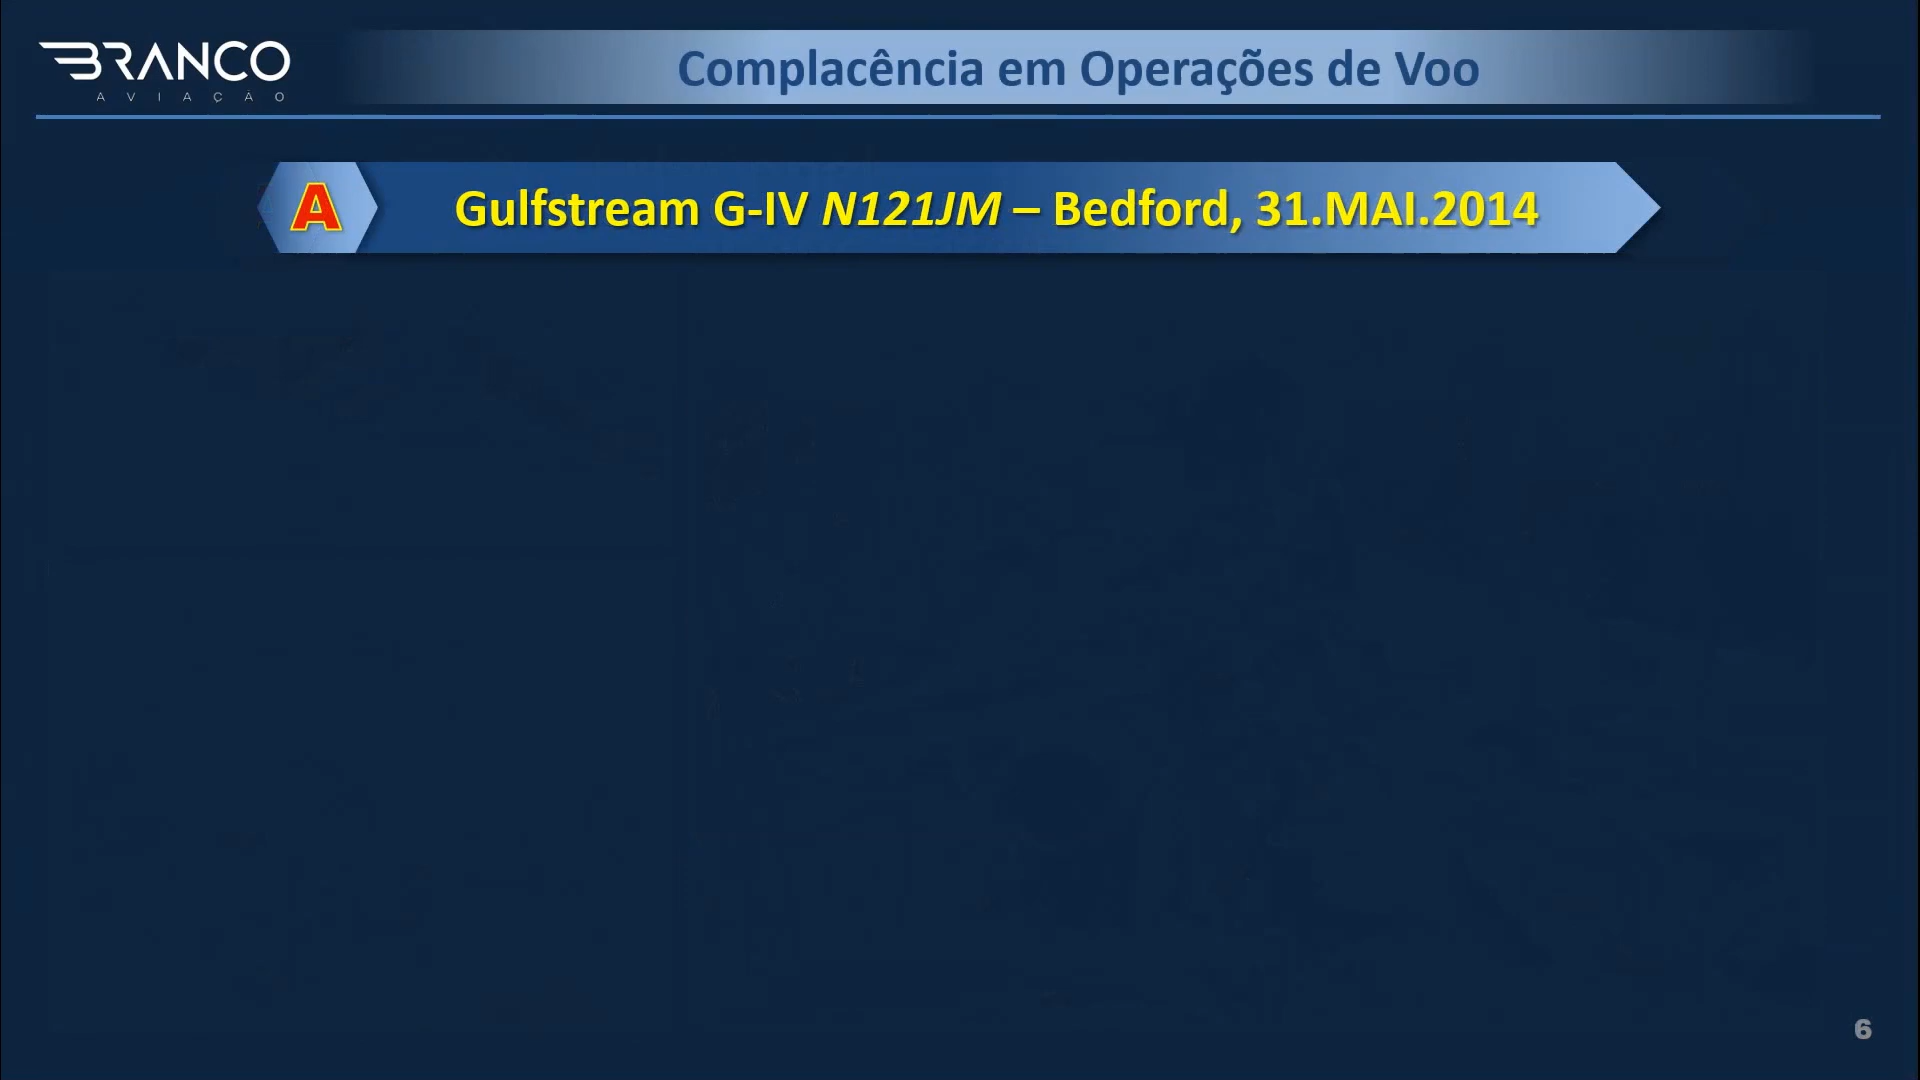 BRANCO
AVIAÇÃO
Complacência em Operações de Voo
A
Gulfstream G-IV N121JM – Bedford, 31.MAI.2014
6